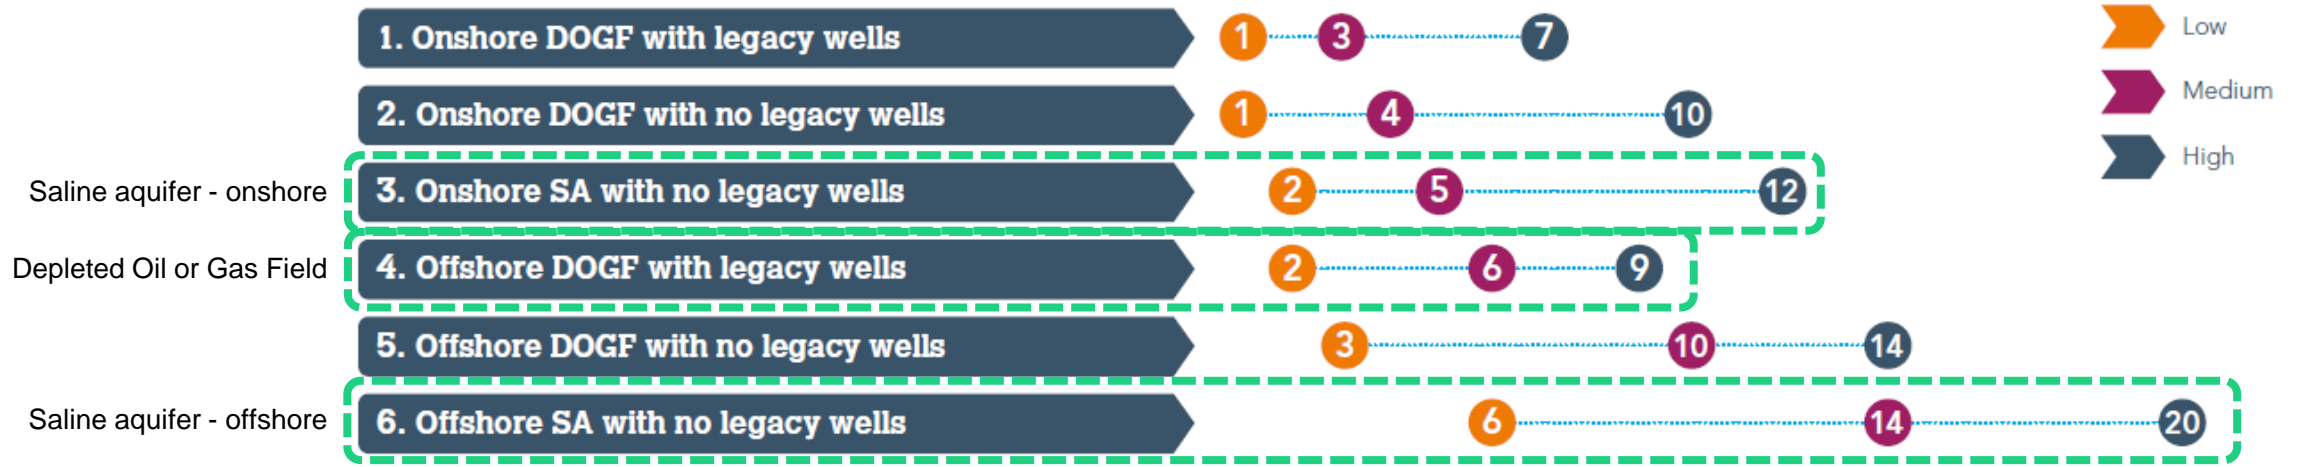 1. Onshore DOGF with legacy wells 1 3 7 Low
2. Onshore DOGF with no legacy wells 1 4 10 Medium
High
Saline aquifer - onshore 3. Onshore SA with no legacy wells 2 5 12
Depleted Oil or Gas Field 4. Offshore DOGF with legacy wells 2 6 9
5. Offshore DOGF with no legacy wells 3 10 14
Saline aquifer - offshore 6. Offshore SA with no legacy wells 6 14 20